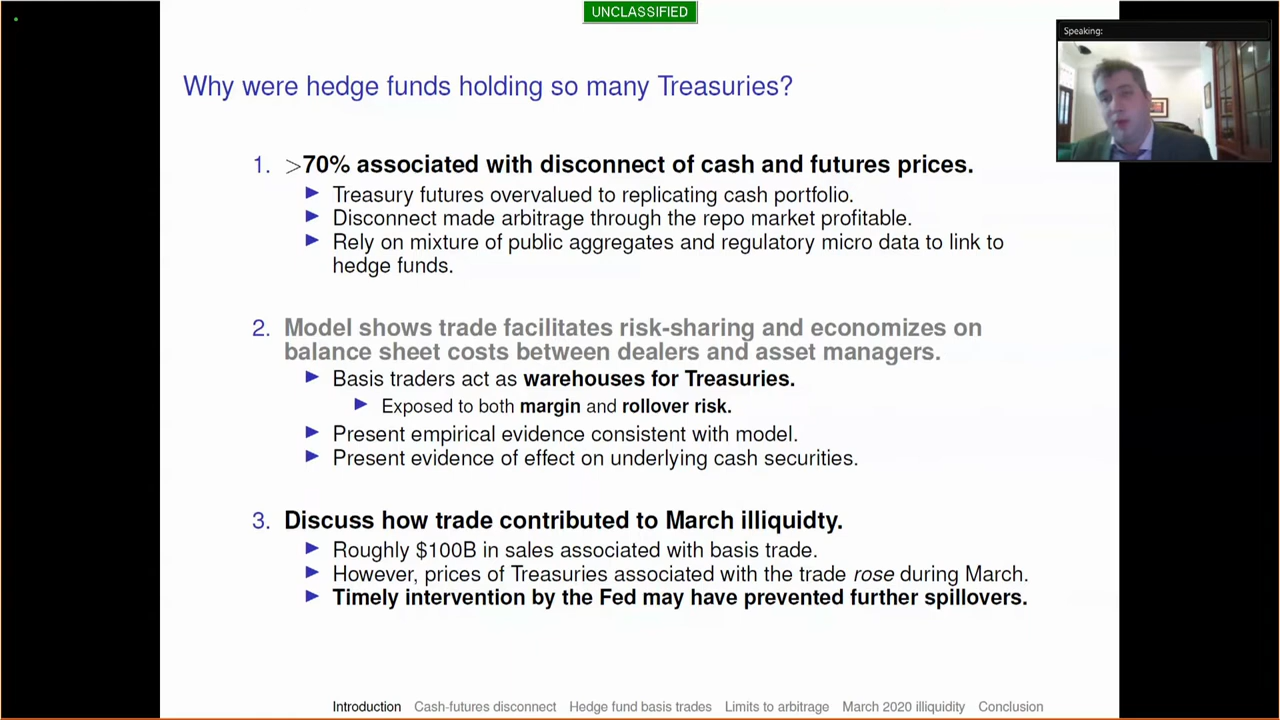 UNCLASSIFIED
Speaking:
Why were hedge funds holding so many Treasuries?
1. >70% associated with disconnect of cash and futures prices.
Treasury futures overvalued to replicating cash portfolio.
Disconnect made arbitrage through the repo market profitable.
Rely on mixture of public aggregates and regulatory micro data to link to
hedge funds.
2. Model shows trade facilitates risk-sharing and economizes on
balance sheet costs between dealers and asset managers.
Basis traders act as warehouses for Treasuries.
Exposed to both margin and rollover risk.
Present empirical evidence consistent with model.
Present evidence of effect on underlying cash securities.
3. Discuss how trade contributed to March illiquidty.
Roughly $100B in sales associated with basis trade.
However, prices of Treasuries associated with the trade rose during March.
Timely intervention by the Fed may have prevented further spillovers.
Introduction Cash-futures disconnect Hedge fund basis trades Limits to arbitrage March 2020 illiquidity Conclusion